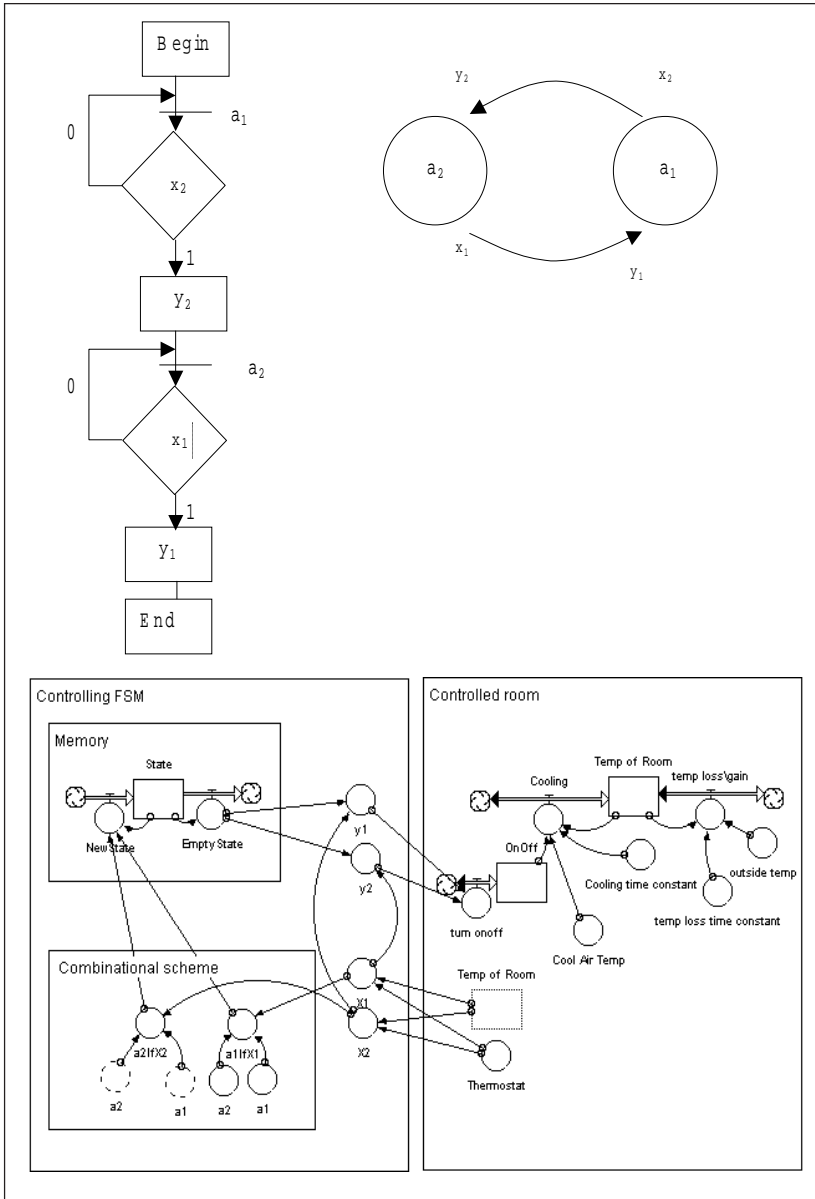 Begin
a₁
0
x₂
1
y₂
a₂
0
x₁
1
y₁
End
y₂
x₂
a₂
a₁
x₁
y₁
Controlling FSM
Memory
State
NewState
Empty State
y1
y2
Combinational scheme
X1
X2
a2IfX2
a1IfX1
a2
a1
a2
a1
Controlled room
Cooling
Temp of Room
temp loss\gain
OnOff
turn onoff
Cooling time constant
outside temp
temp loss time constant
Cool Air Temp
Temp of Room
Thermostat